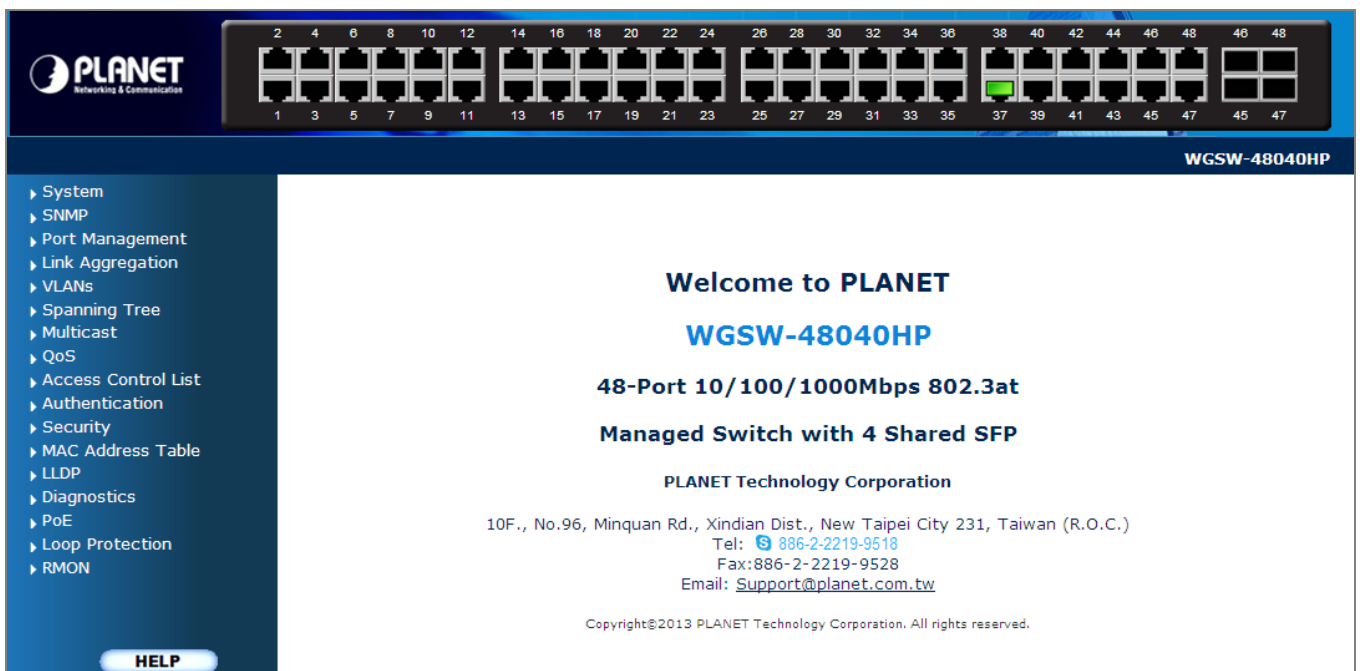 PLANET
Networking & Communication
2 4 6 8 10 12 14 16 18 20 22 24 26 28 30 32 34 36 38 40 42 44 46 48 46 48
1 3 5 7 9 11 13 15 17 19 21 23 25 27 29 31 33 35 37 39 41 43 45 47 45 47
WGSW-48040HP
System
SNMP
Port Management
Link Aggregation
VLANs
Spanning Tree
Multicast
QoS
Access Control List
Authentication
Security
MAC Address Table
LLDP
Diagnostics
PoE
Loop Protection
RMON
HELP
Welcome to PLANET
WGSW-48040HP
48-Port 10/100/1000Mbps 802.3at
Managed Switch with 4 Shared SFP
PLANET Technology Corporation
10F., No.96, Minquan Rd., Xindian Dist., New Taipei City 231, Taiwan (R.O.C.)
Tel: 886-2-2219-9518
Fax:886-2-2219-9528
Email: Support@planet.com.tw
Copyright©2013 PLANET Technology Corporation. All rights reserved.